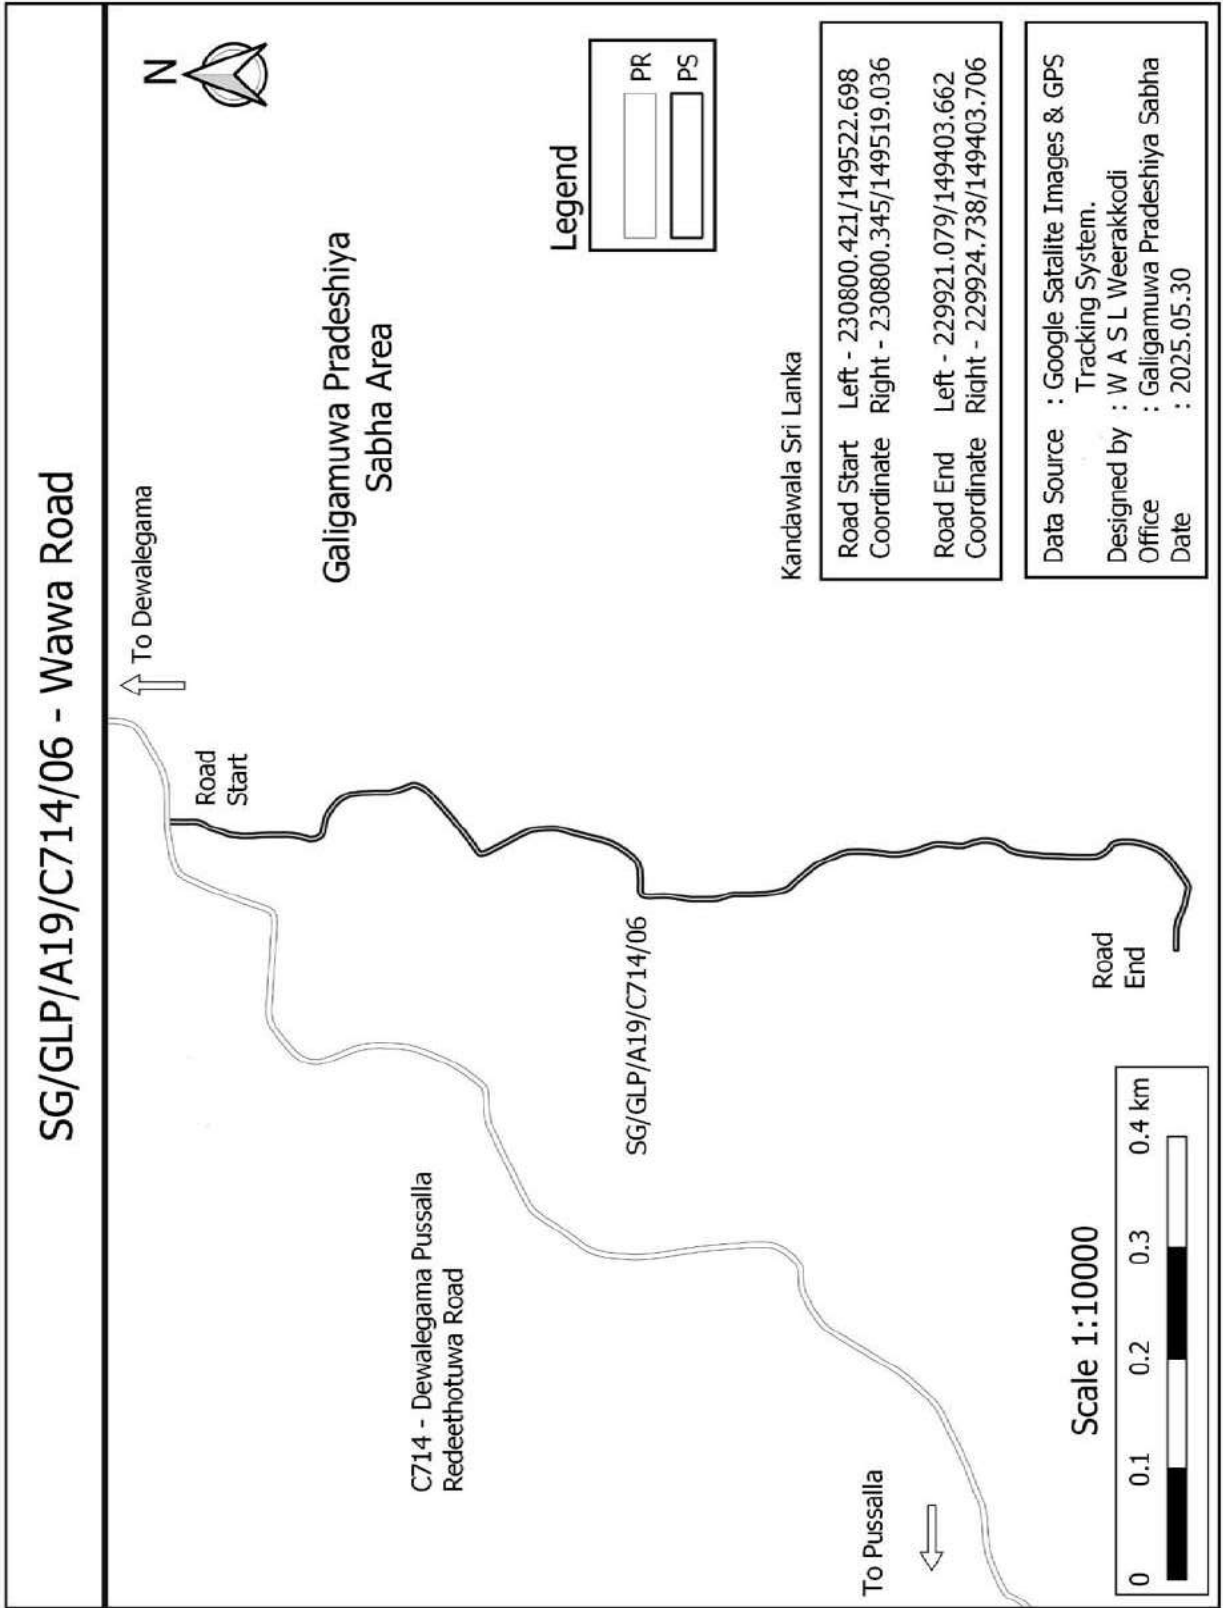 SG/GLP/A19/C714/06 - Wawa Road
N
To Dewalegama
Road
Start
Galigamuwa Pradeshiya
Sabha Area
Legend
PR
PS
C714 - Dewalegama Pussalla
Redeethotuwa Road
SG/GLP/A19/C714/06
Kandawala Sri Lanka
Road Start Left - 230800.421/149522.698
Coordinate Right - 230800.345/149519.036
Road End Left - 229921.079/149403.662
Coordinate Right - 229924.738/149403.706
To Pussalla
Road
End
Data Source : Google Satalite Images & GPS
Tracking System.
Designed by : W A S L Weerakkodi
Office : Galigamuwa Pradeshiya Sabha
Date : 2025.05.30
Scale 1:10000
0 0.1 0.2 0.3 0.4 km